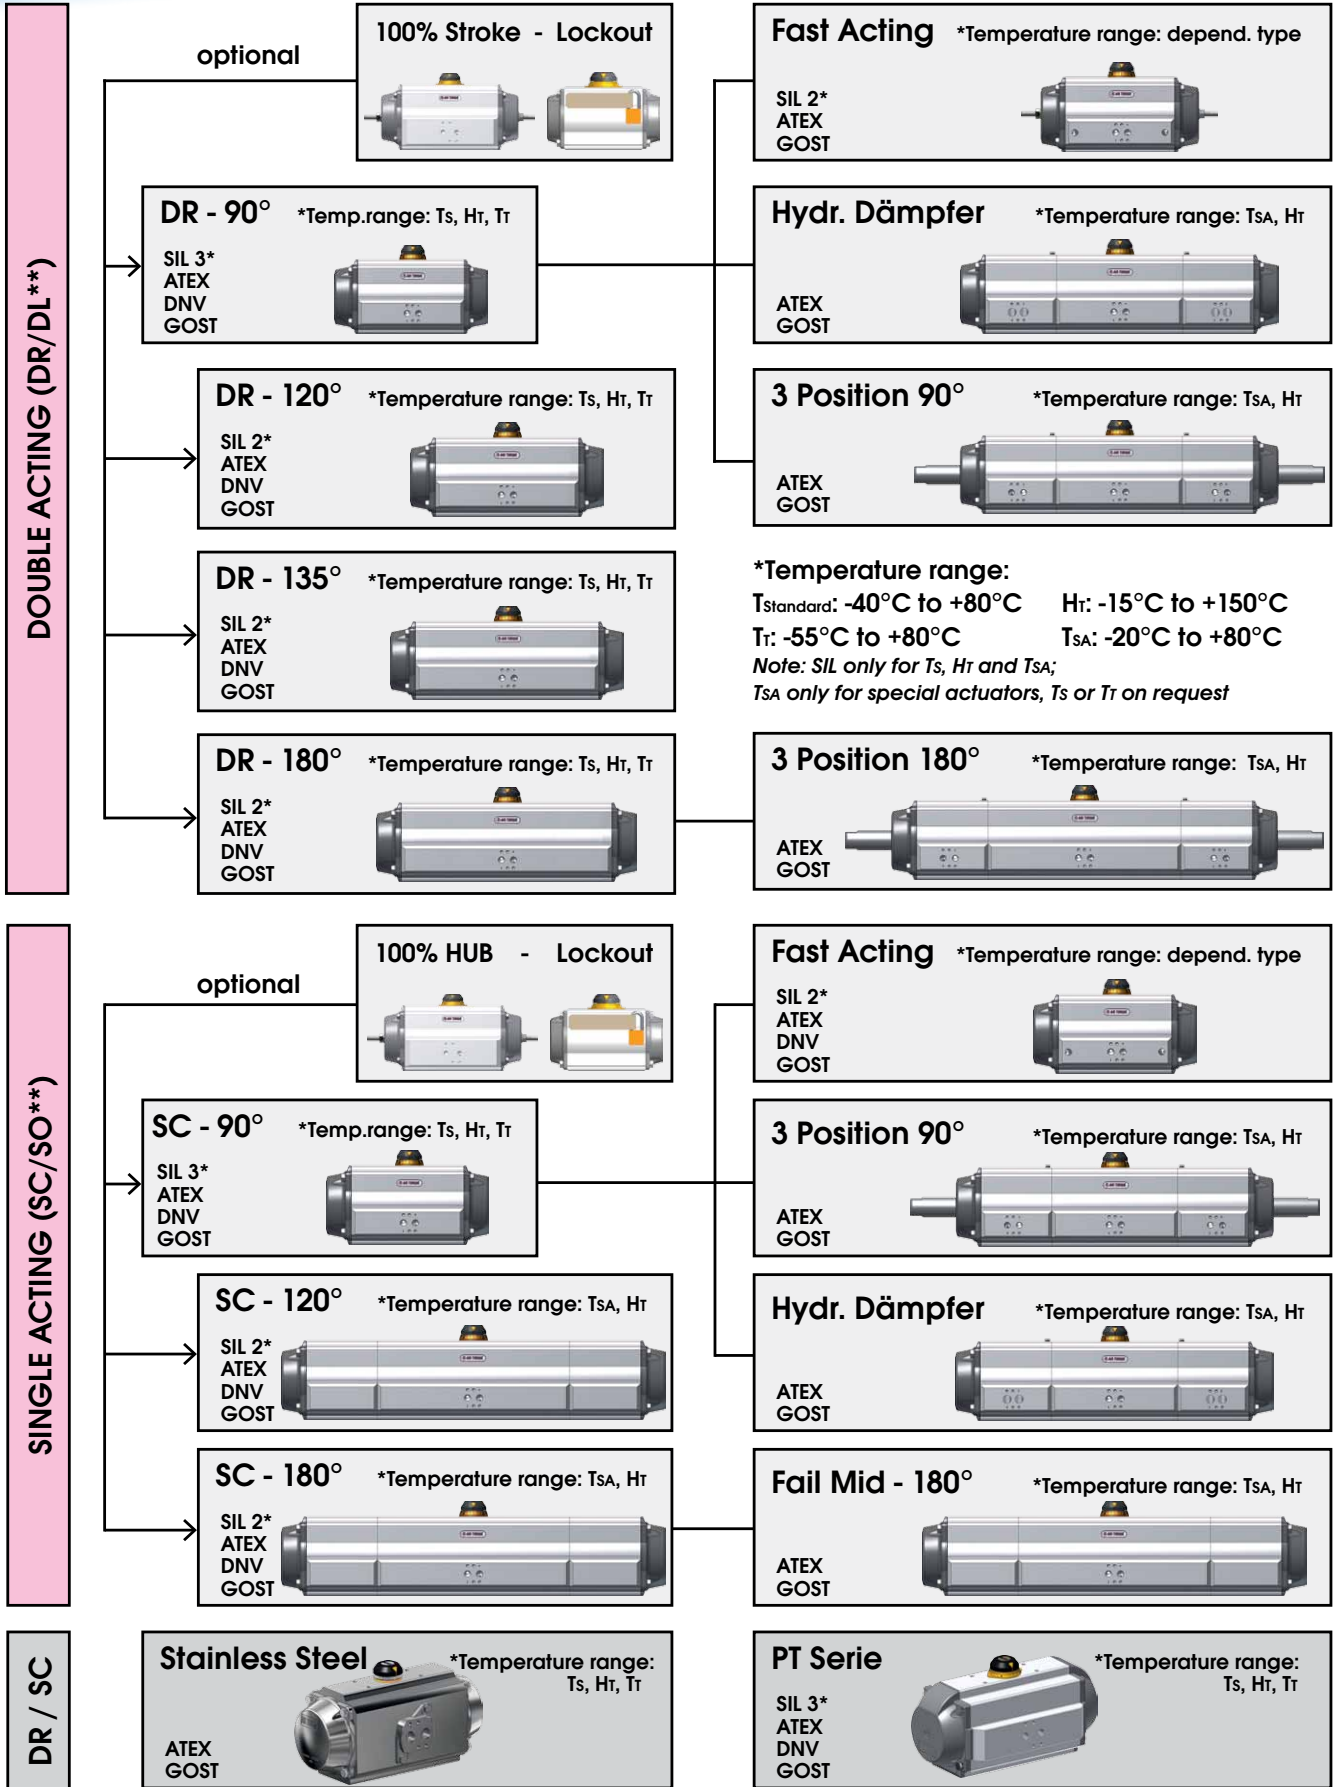 DOUBLE ACTING (DR/DL**)
optional
100% Stroke - Lockout
Fast Acting *Temperature range: depend. type
SIL 2*
ATEX
GOST
DR - 90° *Temp.range: Ts, HT, TT
SIL 3*
ATEX
DNV
GOST
Hydr. Dämpfer *Temperature range: TSA, HT
ATEX
GOST
DR - 120° *Temperature range: Ts, HT, TT
SIL 2*
ATEX
DNV
GOST
3 Position 90° *Temperature range: TSA, HT
ATEX
GOST
DR - 135° *Temperature range: Ts, HT, TT
SIL 2*
ATEX
DNV
GOST
*Temperature range:
TStandard: -40°C to +80°C HT: -15°C to +150°C
TT: -55°C to +80°C TSA: -20°C to +80°C
Note: SIL only for Ts, HT and TSA;
TSA only for special actuators, Ts or TT on request
DR - 180° *Temperature range: Ts, HT, TT
SIL 2*
ATEX
DNV
GOST
3 Position 180° *Temperature range: TSA, HT
ATEX
GOST
SINGLE ACTING (SC/SO**)
optional
100% HUB - Lockout
Fast Acting *Temperature range: depend. type
SIL 2*
ATEX
DNV
GOST
SC - 90° *Temp.range: Ts, HT, TT
SIL 3*
ATEX
DNV
GOST
3 Position 90° *Temperature range: TSA, HT
ATEX
GOST
SC - 120° *Temperature range: TSA, HT
SIL 2*
ATEX
DNV
GOST
Hydr. Dämpfer *Temperature range: TSA, HT
ATEX
GOST
SC - 180° *Temperature range: TSA, HT
SIL 2*
ATEX
DNV
GOST
Fail Mid - 180° *Temperature range: TSA, HT
ATEX
GOST
DR / SC
Stainless Steel *Temperature range:
Ts, HT, TT
ATEX
GOST
PT Serie *Temperature range:
Ts, HT, TT
SIL 3*
ATEX
DNV
GOST